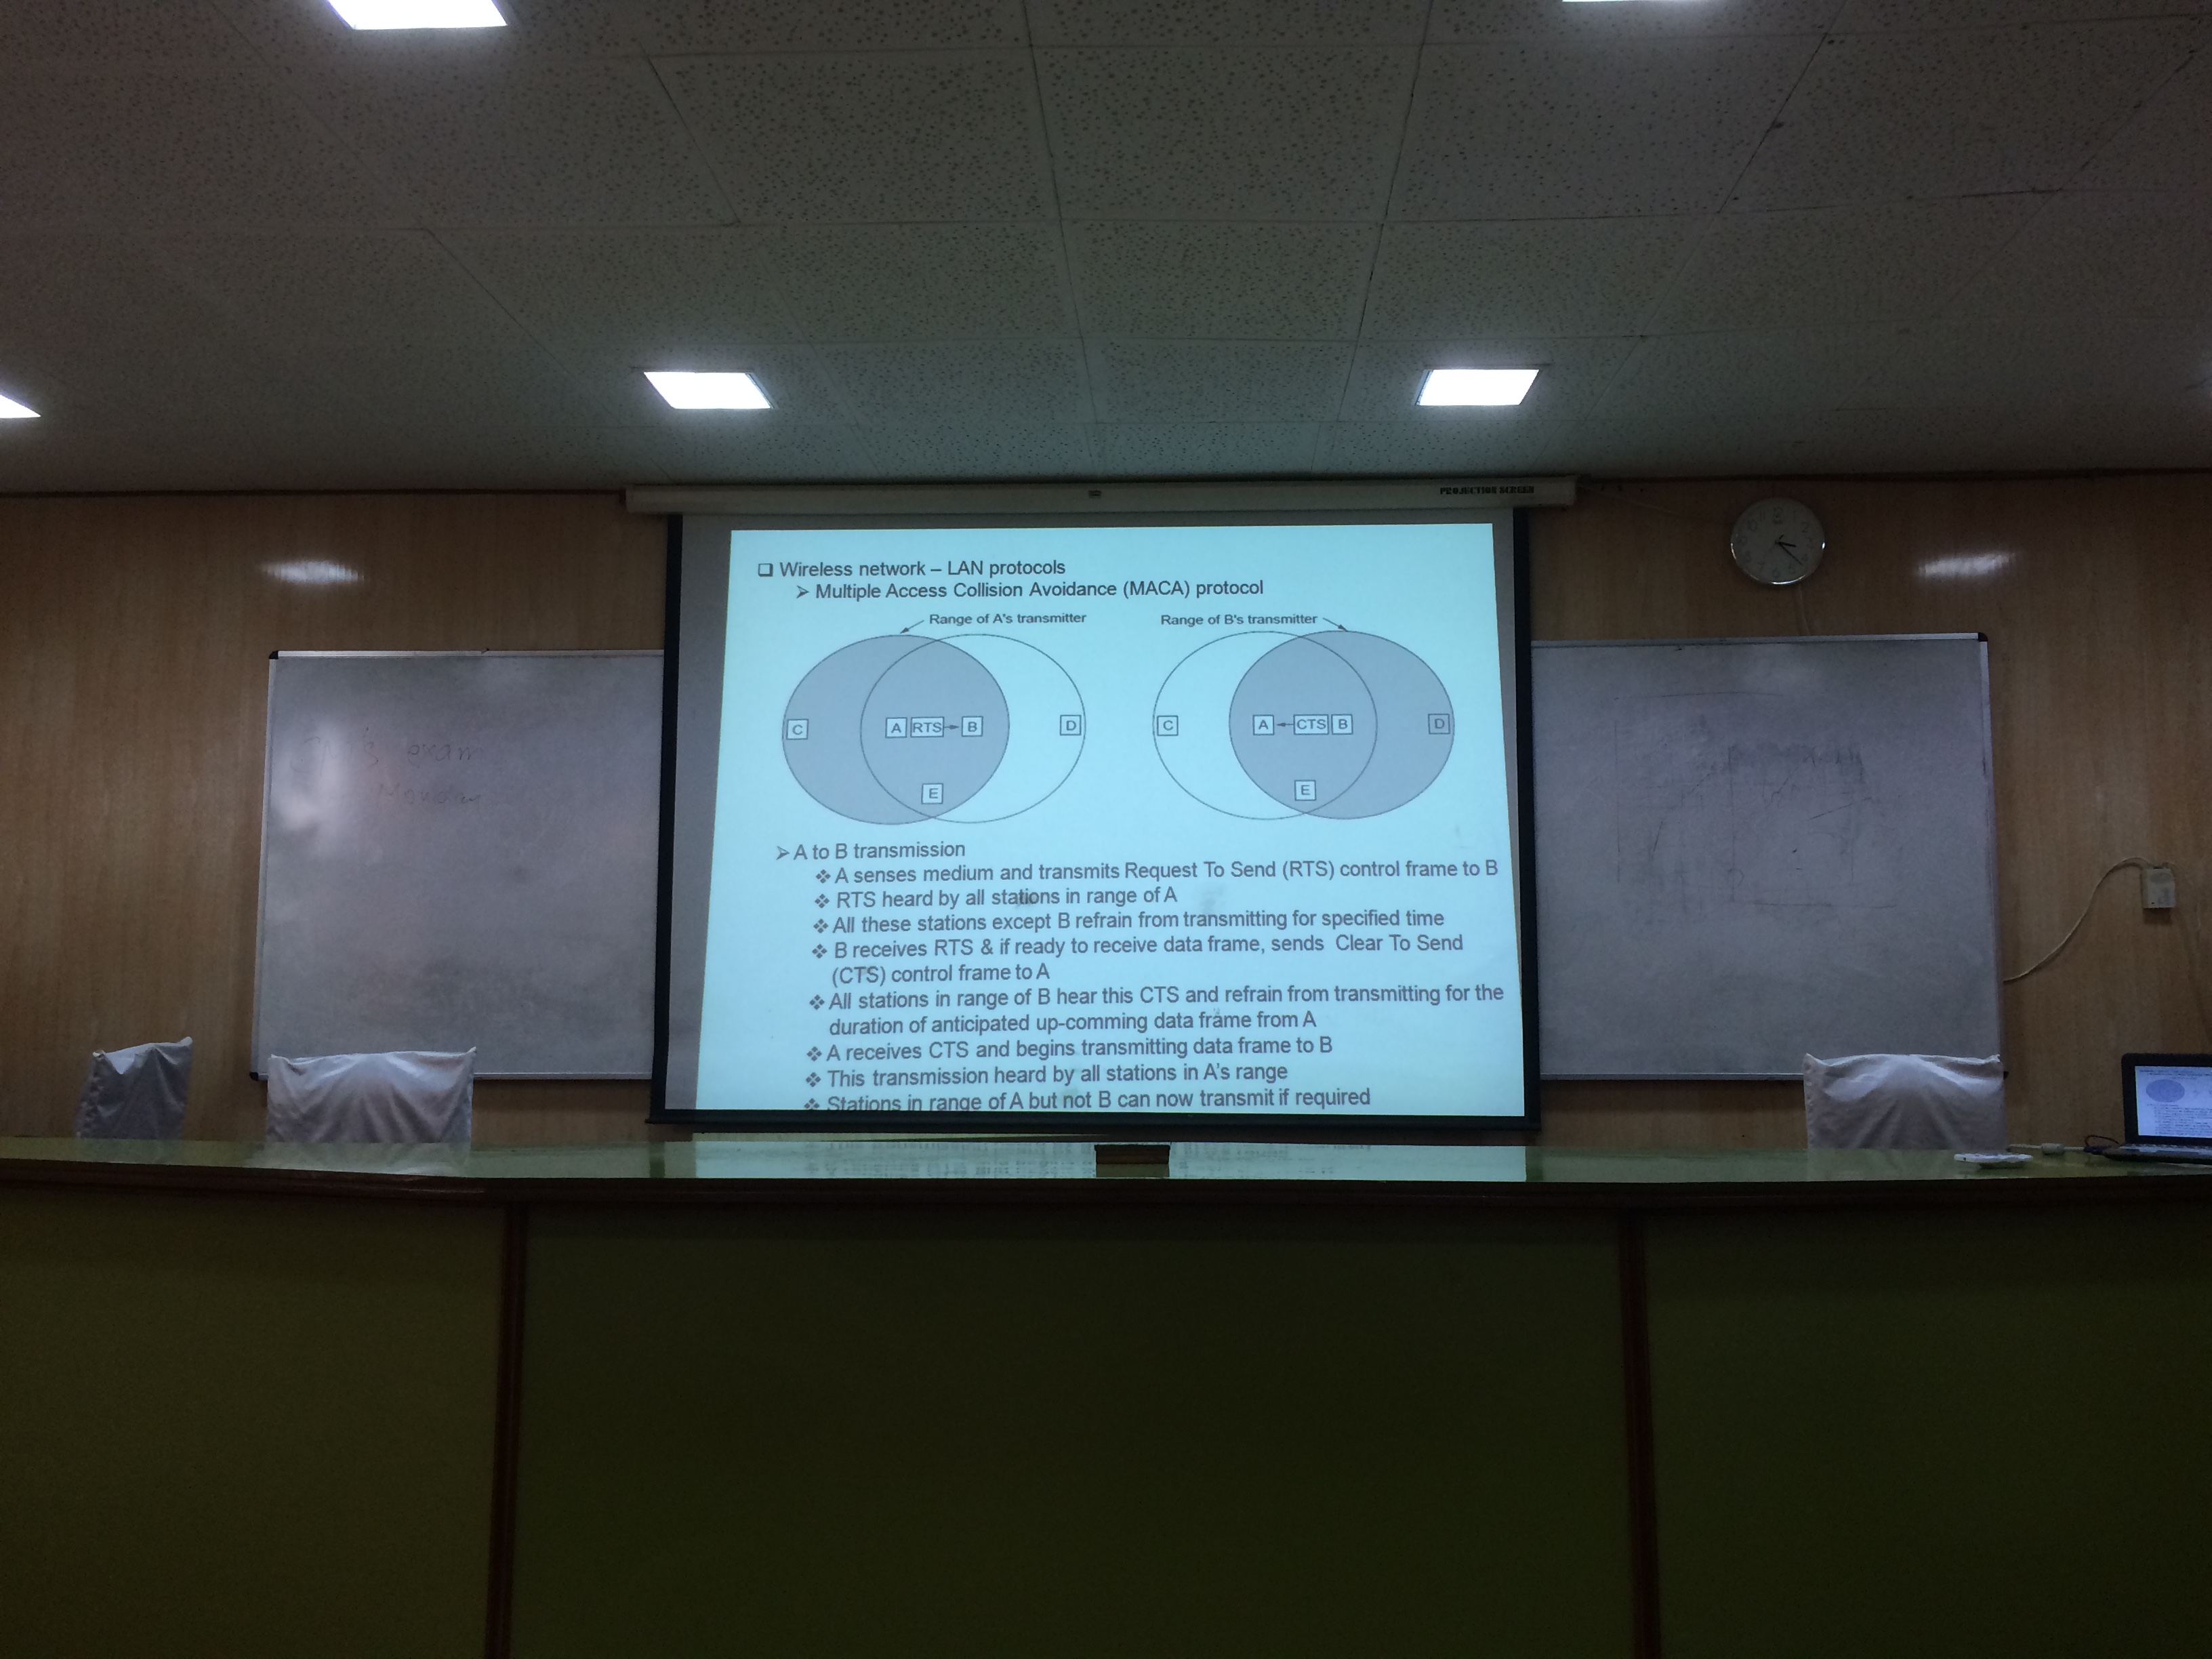 PROJECTION SCREEN
❑ Wireless network – LAN protocols
➢ Multiple Access Collision Avoidance (MACA) protocol
Range of A's transmitter
Range of B's transmitter
C A RTS B D
E
C A CTS B D
E
➢ A to B transmission
❖ A senses medium and transmits Request To Send (RTS) control frame to B
❖ RTS heard by all stations in range of A
❖ All these stations except B refrain from transmitting for specified time
❖ B receives RTS & if ready to receive data frame, sends Clear To Send
(CTS) control frame to A
❖ All stations in range of B hear this CTS and refrain from transmitting for the
duration of anticipated up-comming data frame from A
❖ A receives CTS and begins transmitting data frame to B
❖ This transmission heard by all stations in A's range
❖ Stations in range of A but not B can now transmit if required
exam